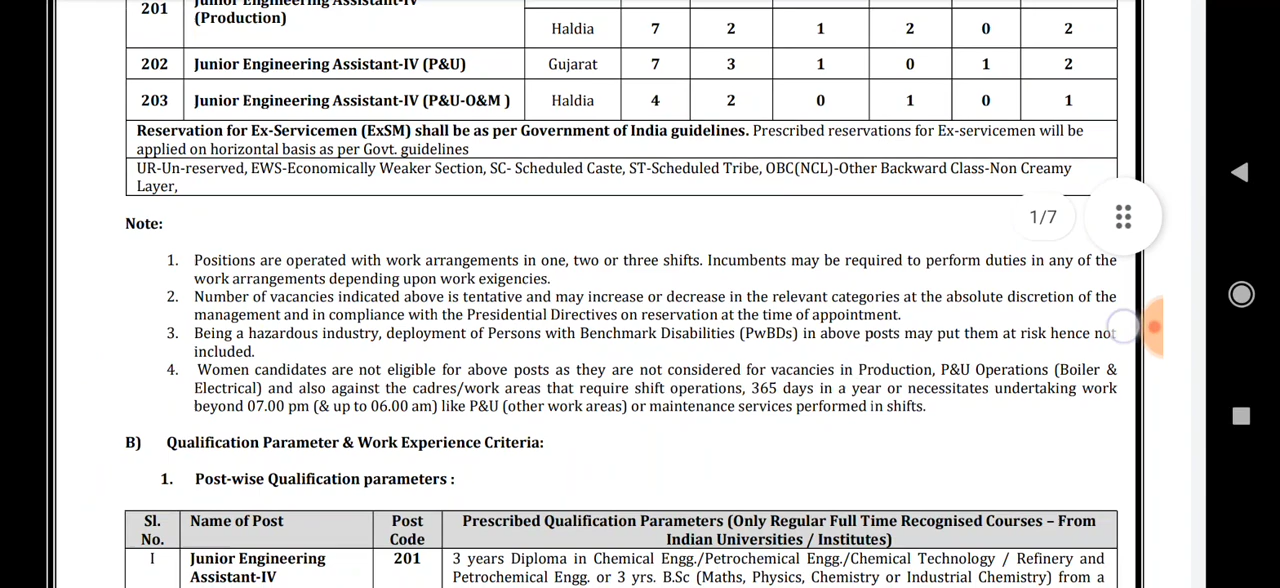 201 Junior Engineering Assistant-IV
(Production)
Haldia 7 2 1 2 0 2
202 Junior Engineering Assistant-IV (P&U) Gujarat 7 3 1 0 1 2
203 Junior Engineering Assistant-IV (P&U-O&M ) Haldia 4 2 0 1 0 1
Reservation for Ex-Servicemen (ExSM) shall be as per Government of India guidelines. Prescribed reservations for Ex-servicemen will be
applied on horizontal basis as per Govt. guidelines
UR-Un-reserved, EWS-Economically Weaker Section, SC- Scheduled Caste, ST-Scheduled Tribe, OBC(NCL)-Other Backward Class-Non Creamy
Layer,
1/7
Note:
1. Positions are operated with work arrangements in one, two or three shifts. Incumbents may be required to perform duties in any of the
work arrangements depending upon work exigencies.
2. Number of vacancies indicated above is tentative and may increase or decrease in the relevant categories at the absolute discretion of the
management and in compliance with the Presidential Directives on reservation at the time of appointment.
3. Being a hazardous industry, deployment of Persons with Benchmark Disabilities (PwBDs) in above posts may put them at risk hence not
included.
4. Women candidates are not eligible for above posts as they are not considered for vacancies in Production, P&U Operations (Boiler &
Electrical) and also against the cadres/work areas that require shift operations, 365 days in a year or necessitates undertaking work
beyond 07.00 pm (& up to 06.00 am) like P&U (other work areas) or maintenance services performed in shifts.
B) Qualification Parameter & Work Experience Criteria:
1. Post-wise Qualification parameters :
Sl. Name of Post Post Prescribed Qualification Parameters (Only Regular Full Time Recognised Courses – From
No. Code Indian Universities / Institutes)
I Junior Engineering 201 3 years Diploma in Chemical Engg./Petrochemical Engg./Chemical Technology / Refinery and
Assistant-IV Petrochemical Engg. or 3 yrs. B.Sc (Maths, Physics, Chemistry or Industrial Chemistry) from a